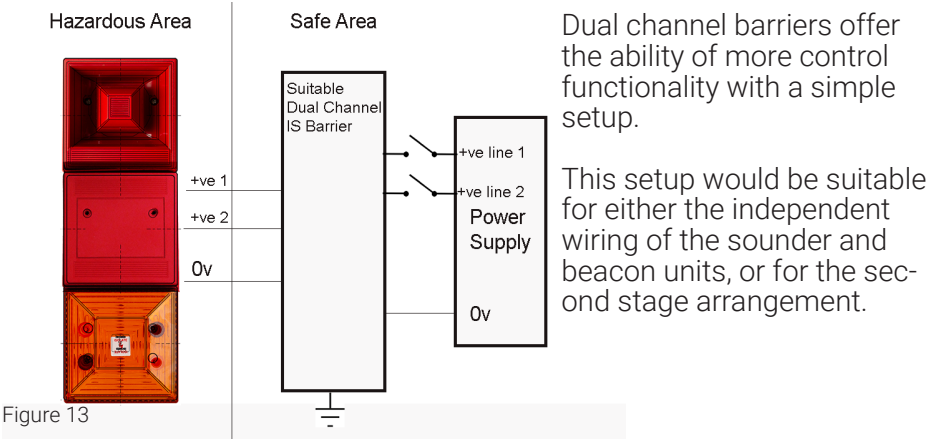 Hazardous Area
Safe Area
Suitable
Dual Channel
IS Barrier
+ve 1
+ve 2
0v
+ve line 1
+ve line 2
Power
Supply
0v
Figure 13
Dual channel barriers offer
the ability of more control
functionality with a simple
setup.
This setup would be suitable
for either the independent
wiring of the sounder and
beacon units, or for the sec-
ond stage arrangement.